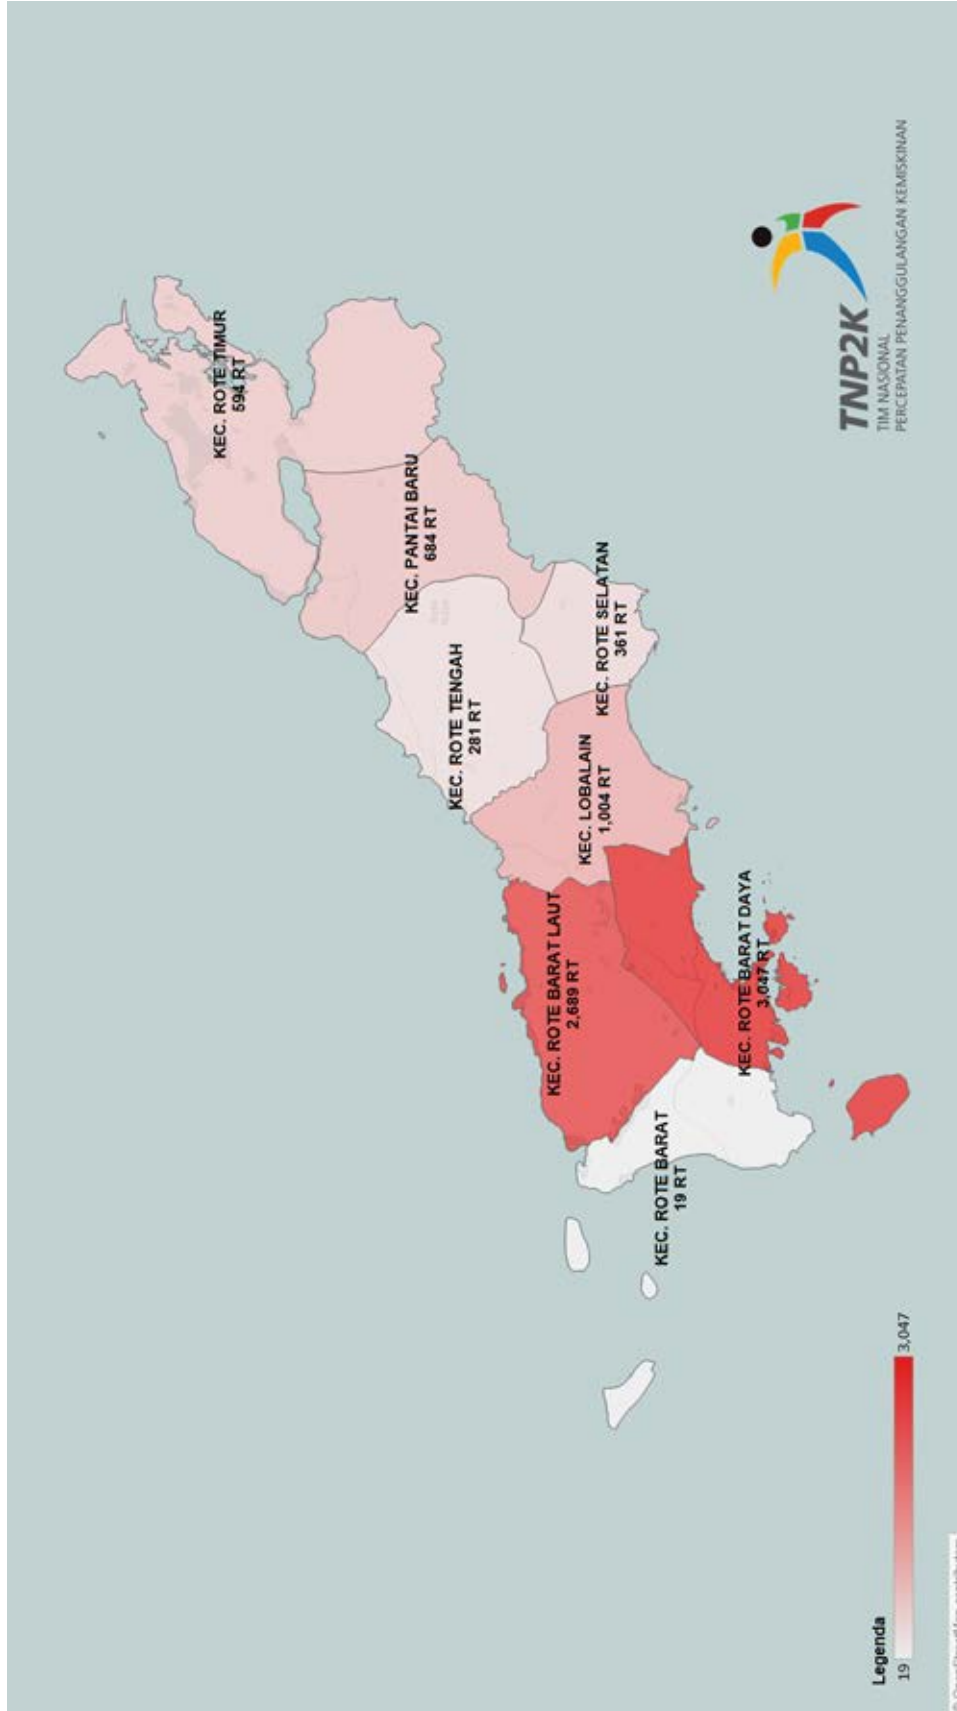 KEC. ROTE TIMUR
594 RT
KEC. PANTAI BARU
684 RT
KEC. ROTE TENGAH
281 RT
KEC. ROTE SELATAN
361 RT
KEC. LOBALAIN
1,004 RT
KEC. ROTE BARAT LAUT
2,689 RT
KEC. ROTE BARAT DAYA
3,047 RT
KEC. ROTE BARAT
19 RT
TNP2K
TIM NASIONAL
PERCEPATAN PENANGGULANGAN KEMISKINAN
Legenda
19 3,047